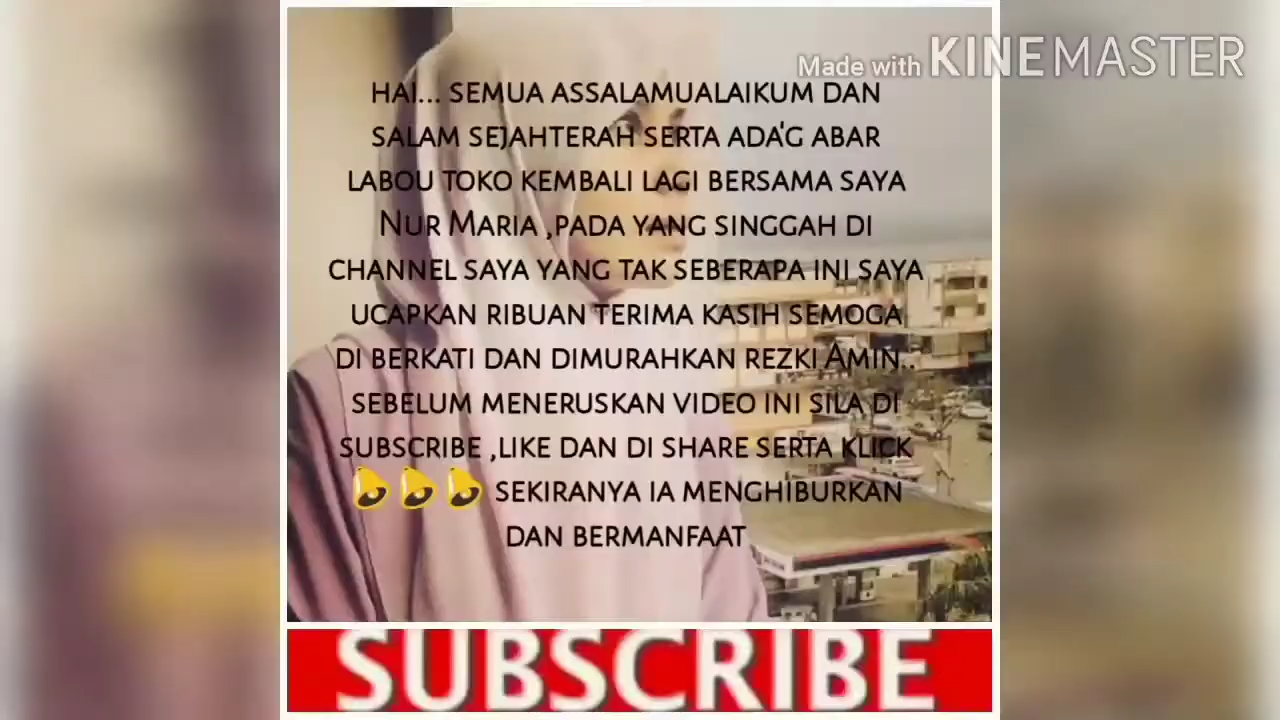 Made with KINEMASTER
HAI... SEMUA ASSALAMUALAIKUM DAN
SALAM SEJAHTERAH SERTA ADA'G ABAR
LABOU TOKO KEMBALI LAGI BERSAMA SAYA
NUR MARIA ,PADA YANG SINGGAH DI
CHANNEL SAYA YANG TAK SEBERAPA INI SAYA
UCAPKAN RIBUAN TERIMA KASIH SEMOGA
DI BERKATI DAN DIMURAHKAN REZKI AMIN..
SEBELUM MENERUSKAN VIDEO INI SILA DI
SUBSCRIBE ,LIKE DAN DI SHARE SERTA KLICK
🔔🔔🔔 SEKIRANYA IA MENGHIBURKAN
DAN BERMANFAAT
SUBSCRIBE